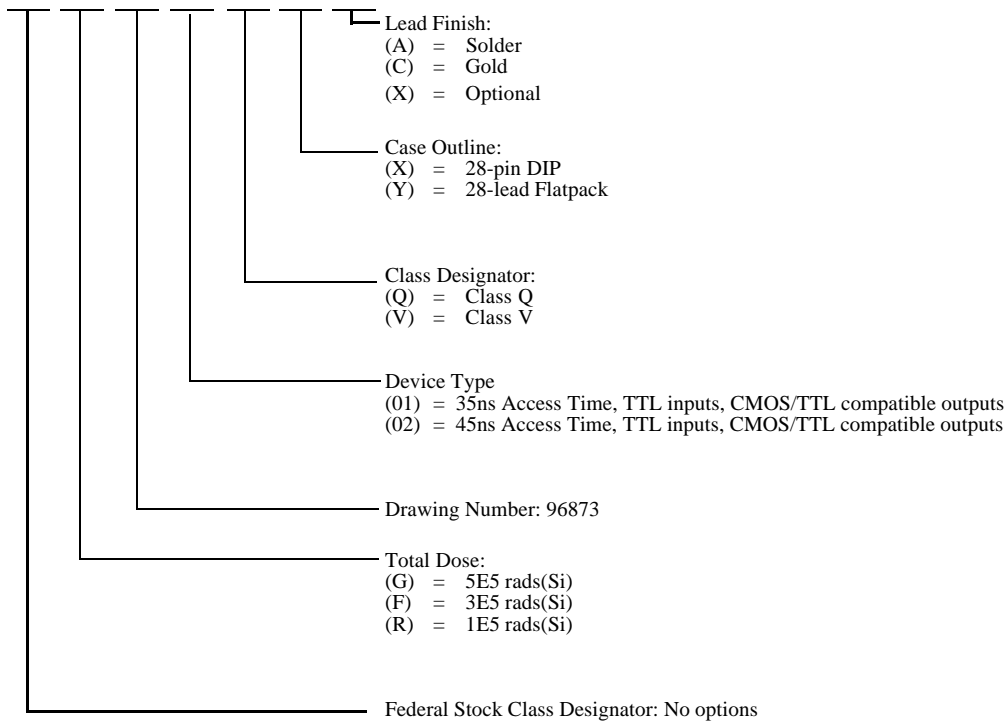 Lead Finish:
(A) = Solder
(C) = Gold
(X) = Optional
Case Outline:
(X) = 28-pin DIP
(Y) = 28-lead Flatpack
Class Designator:
(Q) = Class Q
(V) = Class V
Device Type
(01) = 35ns Access Time, TTL inputs, CMOS/TTL compatible outputs
(02) = 45ns Access Time, TTL inputs, CMOS/TTL compatible outputs
Drawing Number: 96873
Total Dose:
(G) = 5E5 rads(Si)
(F) = 3E5 rads(Si)
(R) = 1E5 rads(Si)
Federal Stock Class Designator: No options